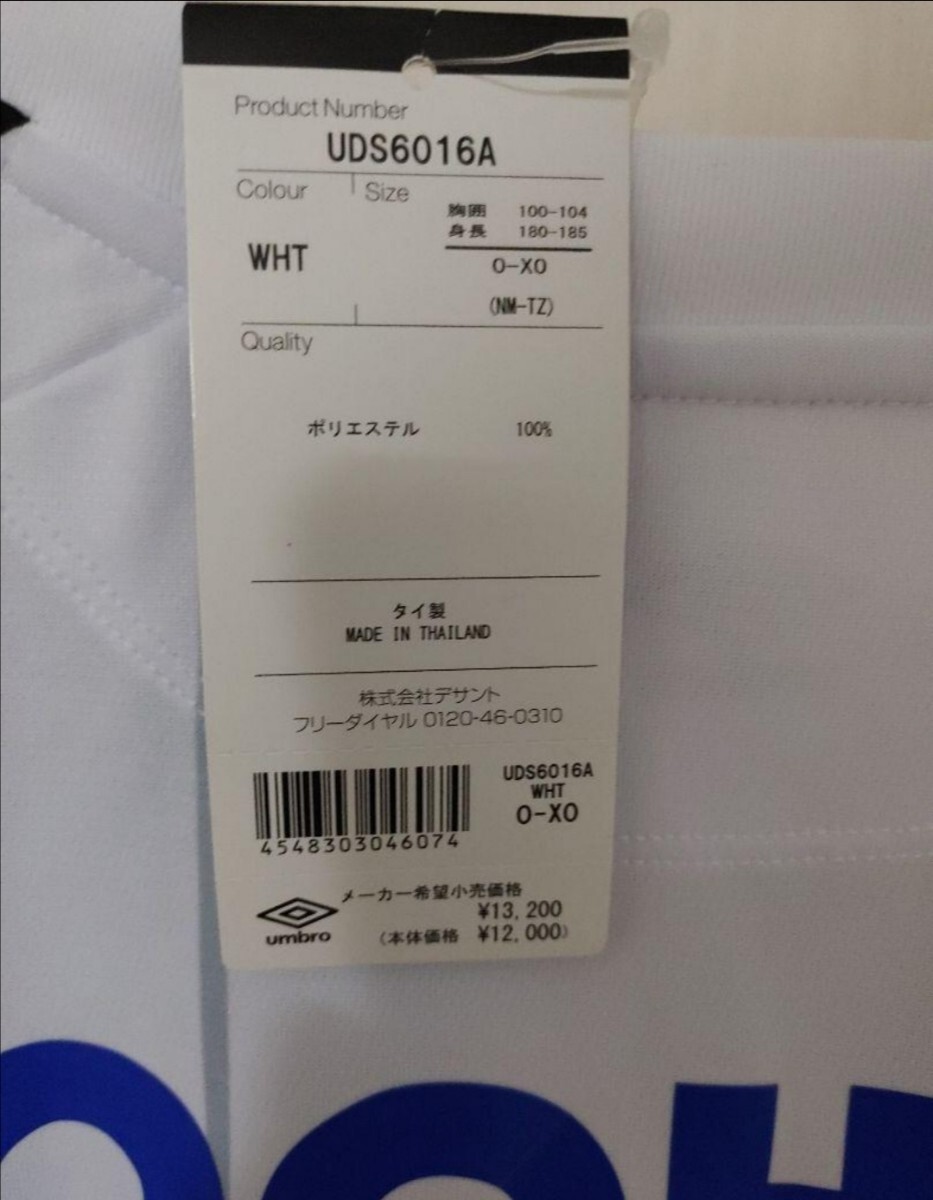 Product Number
UDS6016A
Colour
Size
胸囲 100-104
身長 180-185
WHT
O-XO
(NM-TZ)
Quality
ポリエステル 100%
タイ製
MADE IN THAILAND
株式会社デサント
フリーダイヤル 0120-46-0310
UDS6016A
WHT
O-XO
4548303046074
メーカー希望小売価格
¥13,200
(本体価格 ¥12,000)
umbro